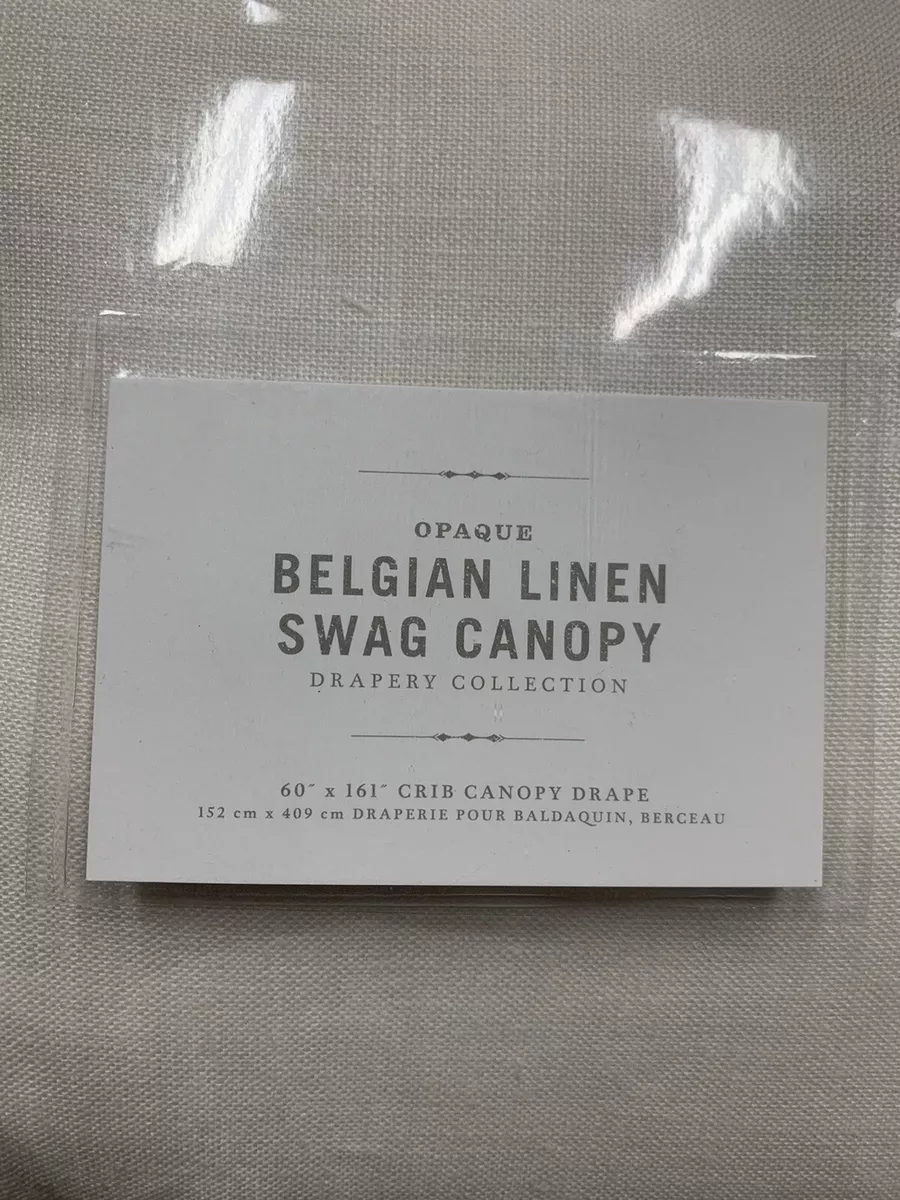 OPAQUE
BELGIAN LINEN
SWAG CANOPY
DRAPERY COLLECTION
60˝ x 161˝ CRIB CANOPY DRAPE
152 cm x 409 cm DRAPERIE POUR BALDAQUIN, BERCEAU